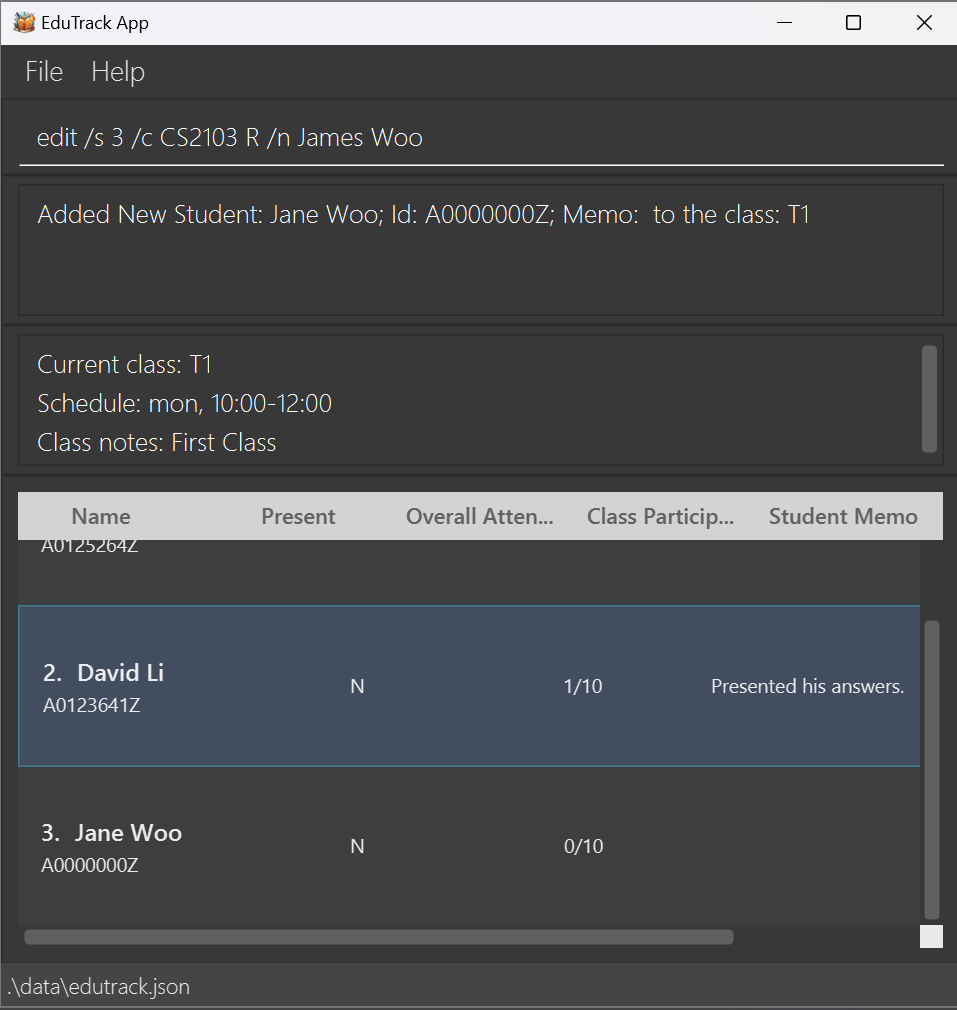 EduTrack App
File Help
edit /s 3 /c CS2103 R /n James Woo
Added New Student: Jane Woo; Id: A0000000Z; Memo:  to the class: T1
Current class: T1
Schedule: mon, 10:00-12:00
Class notes: First Class
Name Present Overall Atten... Class Particip... Student Memo
A0125264Z
2. David Li N 1/10 Presented his answers.
A0123641Z
3. Jane Woo N 0/10
A0000000Z
.\data\edutrack.json